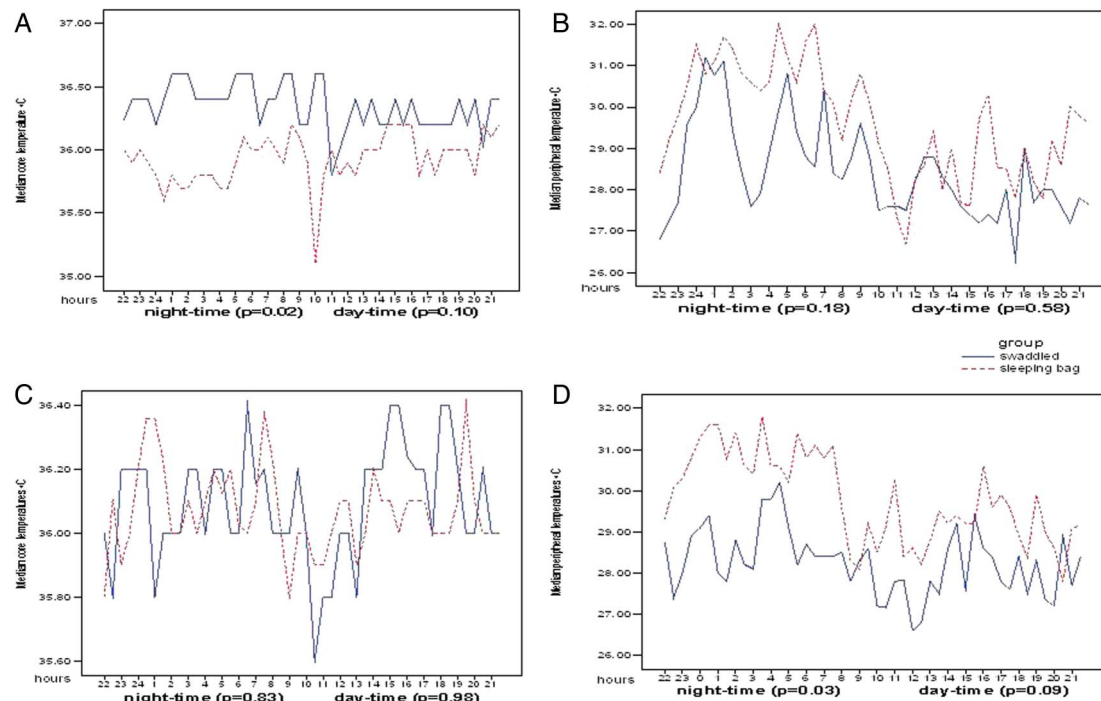 A
Median core temperature °C
37.00
36.50
36.00
35.50
35.00
hours
22 23 24 1 2 3 4 5 6 7 8 9 10 11 12 13 14 15 16 17 18 19 20 21
night-time (p=0.02) day-time (p=0.10)
B
Median peripheral temperature °C
32.00
31.00
30.00
29.00
28.00
27.00
26.00
hours
22 23 24 1 2 4 5 6 7 8 9 10 11 12 13 14 15 16 17 18 19 20 21
night-time (p=0.18) day-time (p=0.58)
group
swaddled
sleeping bag
C
Median core temperatures °C
36.40
36.20
36.00
35.80
35.60
hours
22 23 24 1 2 3 4 5 6 7 8 9 10 11 12 13 14 15 16 17 18 19 20 21
night-time (p=0.83) day-time (p=0.98)
D
Median peripheral temperatures °C
32.00
31.00
30.00
29.00
28.00
27.00
26.00
hours
22 23 0 1 2 3 4 5 6 7 8 9 10 11 12 13 14 15 16 17 18 19 20 21
night-time (p=0.03) day-time (p=0.09)